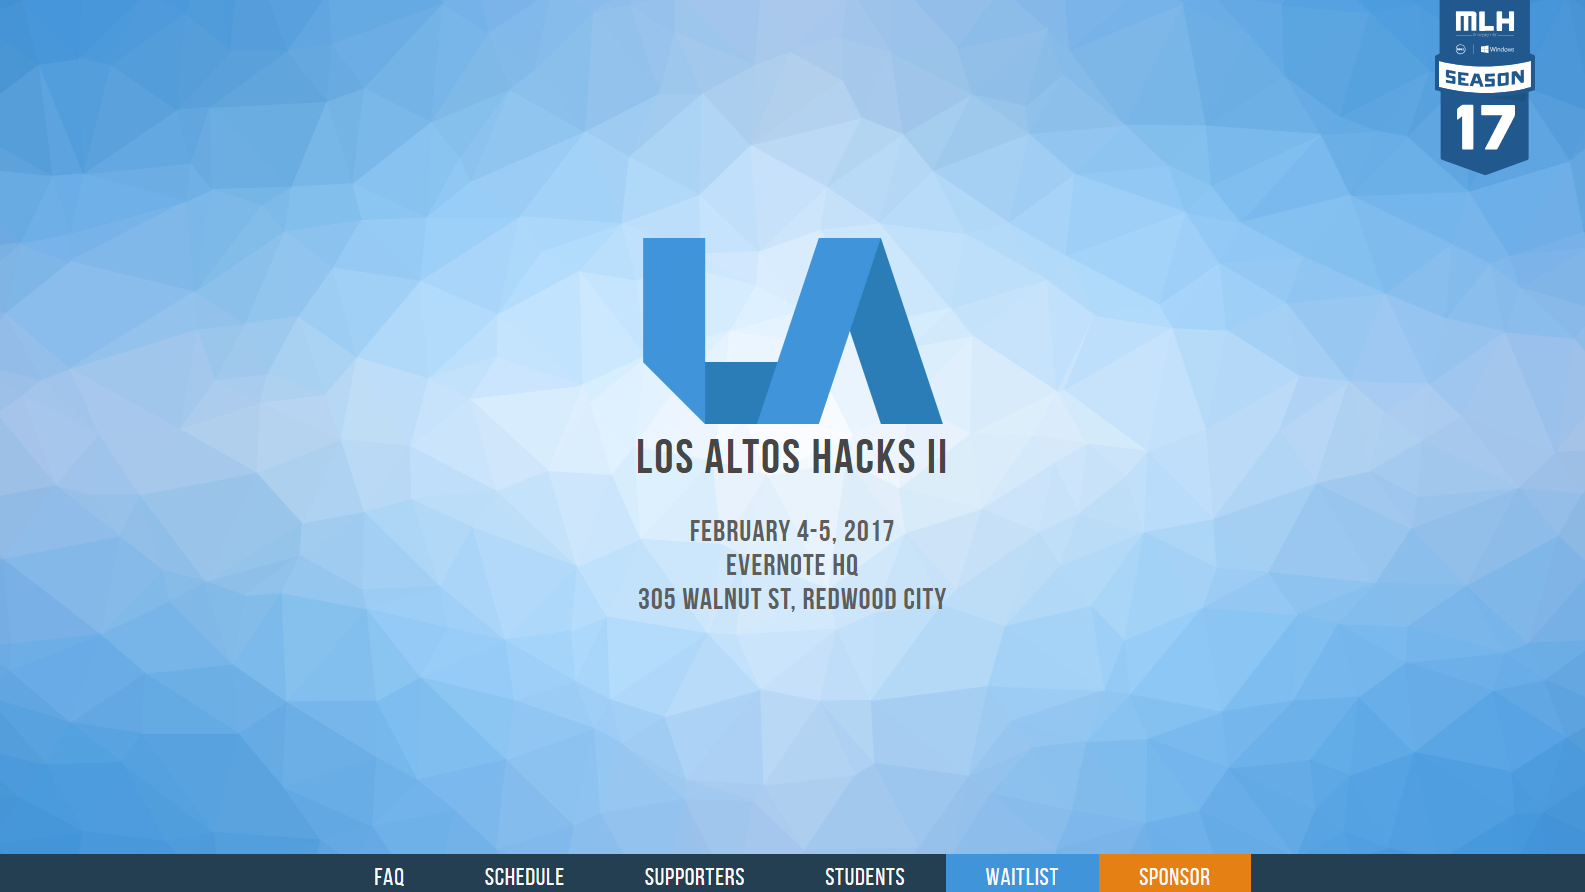 MLH
Windows
SEASON
17
LA
LOS ALTOS HACKS II
FEBRUARY 4-5, 2017
EVERNOTE HQ
305 WALNUT ST, REDWOOD CITY
FAQ
SCHEDULE
SUPPORTERS
STUDENTS
WAITLIST
SPONSOR